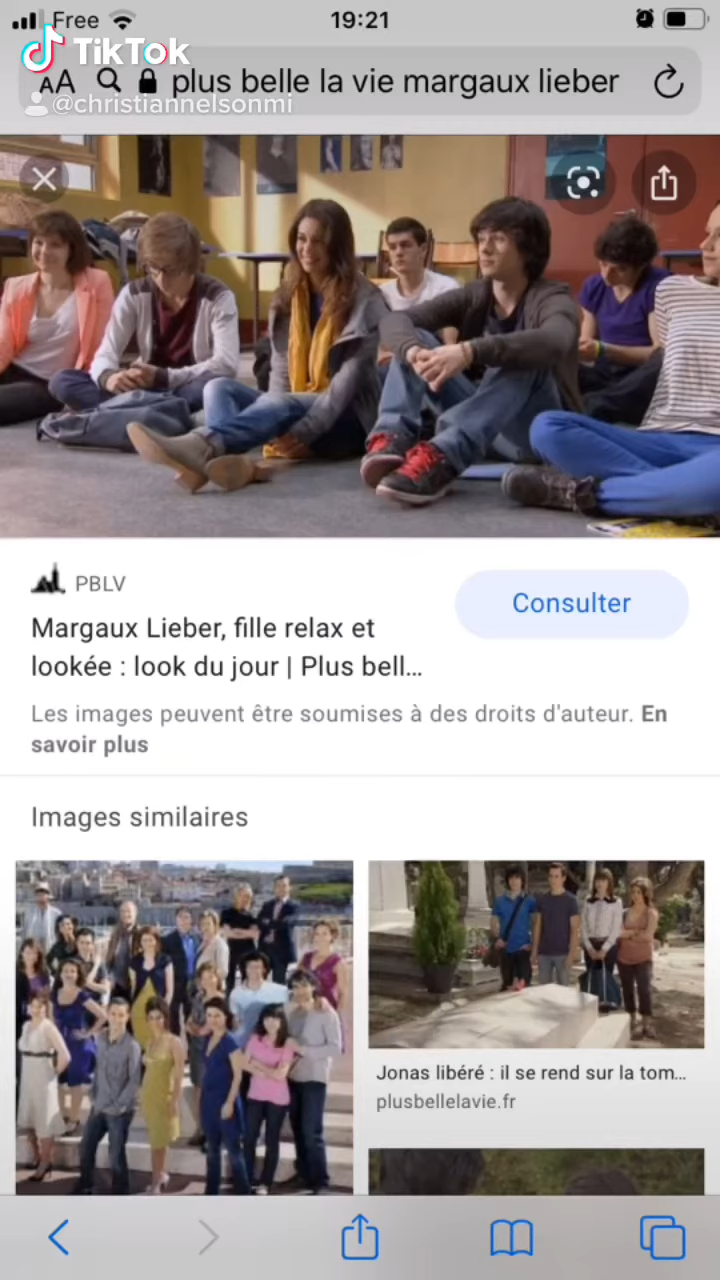 Free
19:21
TikTok
AA plus belle la vie margaux lieber
@christiannelsonmi
PBLV
Consulter
Margaux Lieber, fille relax et
lookée : look du jour | Plus bell...
Les images peuvent être soumises à des droits d'auteur. En
savoir plus
Images similaires
Jonas libéré : il se rend sur la tom...
plusbellelavie.fr